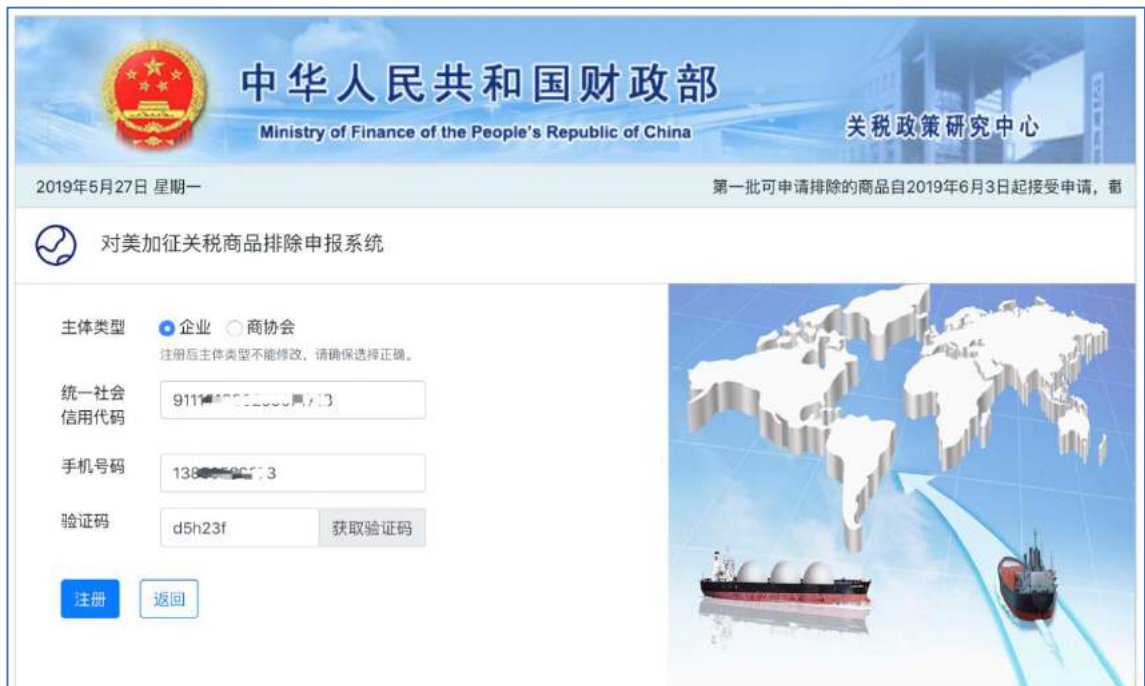 中华人民共和国财政部
Ministry of Finance of the People's Republic of China
关税政策研究中心
2019年5月27日 星期一
第一批可申请排除的商品自2019年6月3日起接受申请，截
对美加征关税商品排除申报系统
主体类型 企业 商协会
注册后主体类型不能修改，请确保选择正确。
统一社会
信用代码
手机号码
验证码 d5h23f 获取验证码
注册 返回